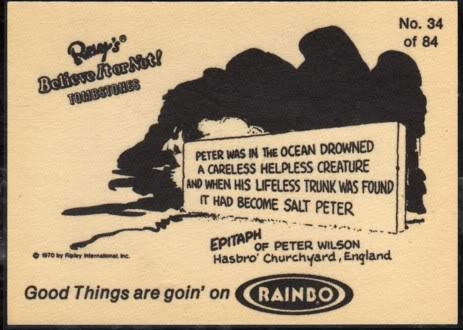 No. 34
of 84
Ripley's®
Believe It or Not!
TOMBSTONES
PETER WAS IN THE OCEAN DROWNED
A CARELESS HELPLESS CREATURE
AND WHEN HIS LIFELESS TRUNK WAS FOUND
IT HAD BECOME SALT PETER
EPITAPH OF PETER WILSON
Hasbro' Churchyard, England
© 1970 by Ripley International, Inc.
Good Things are goin' on RAINBO